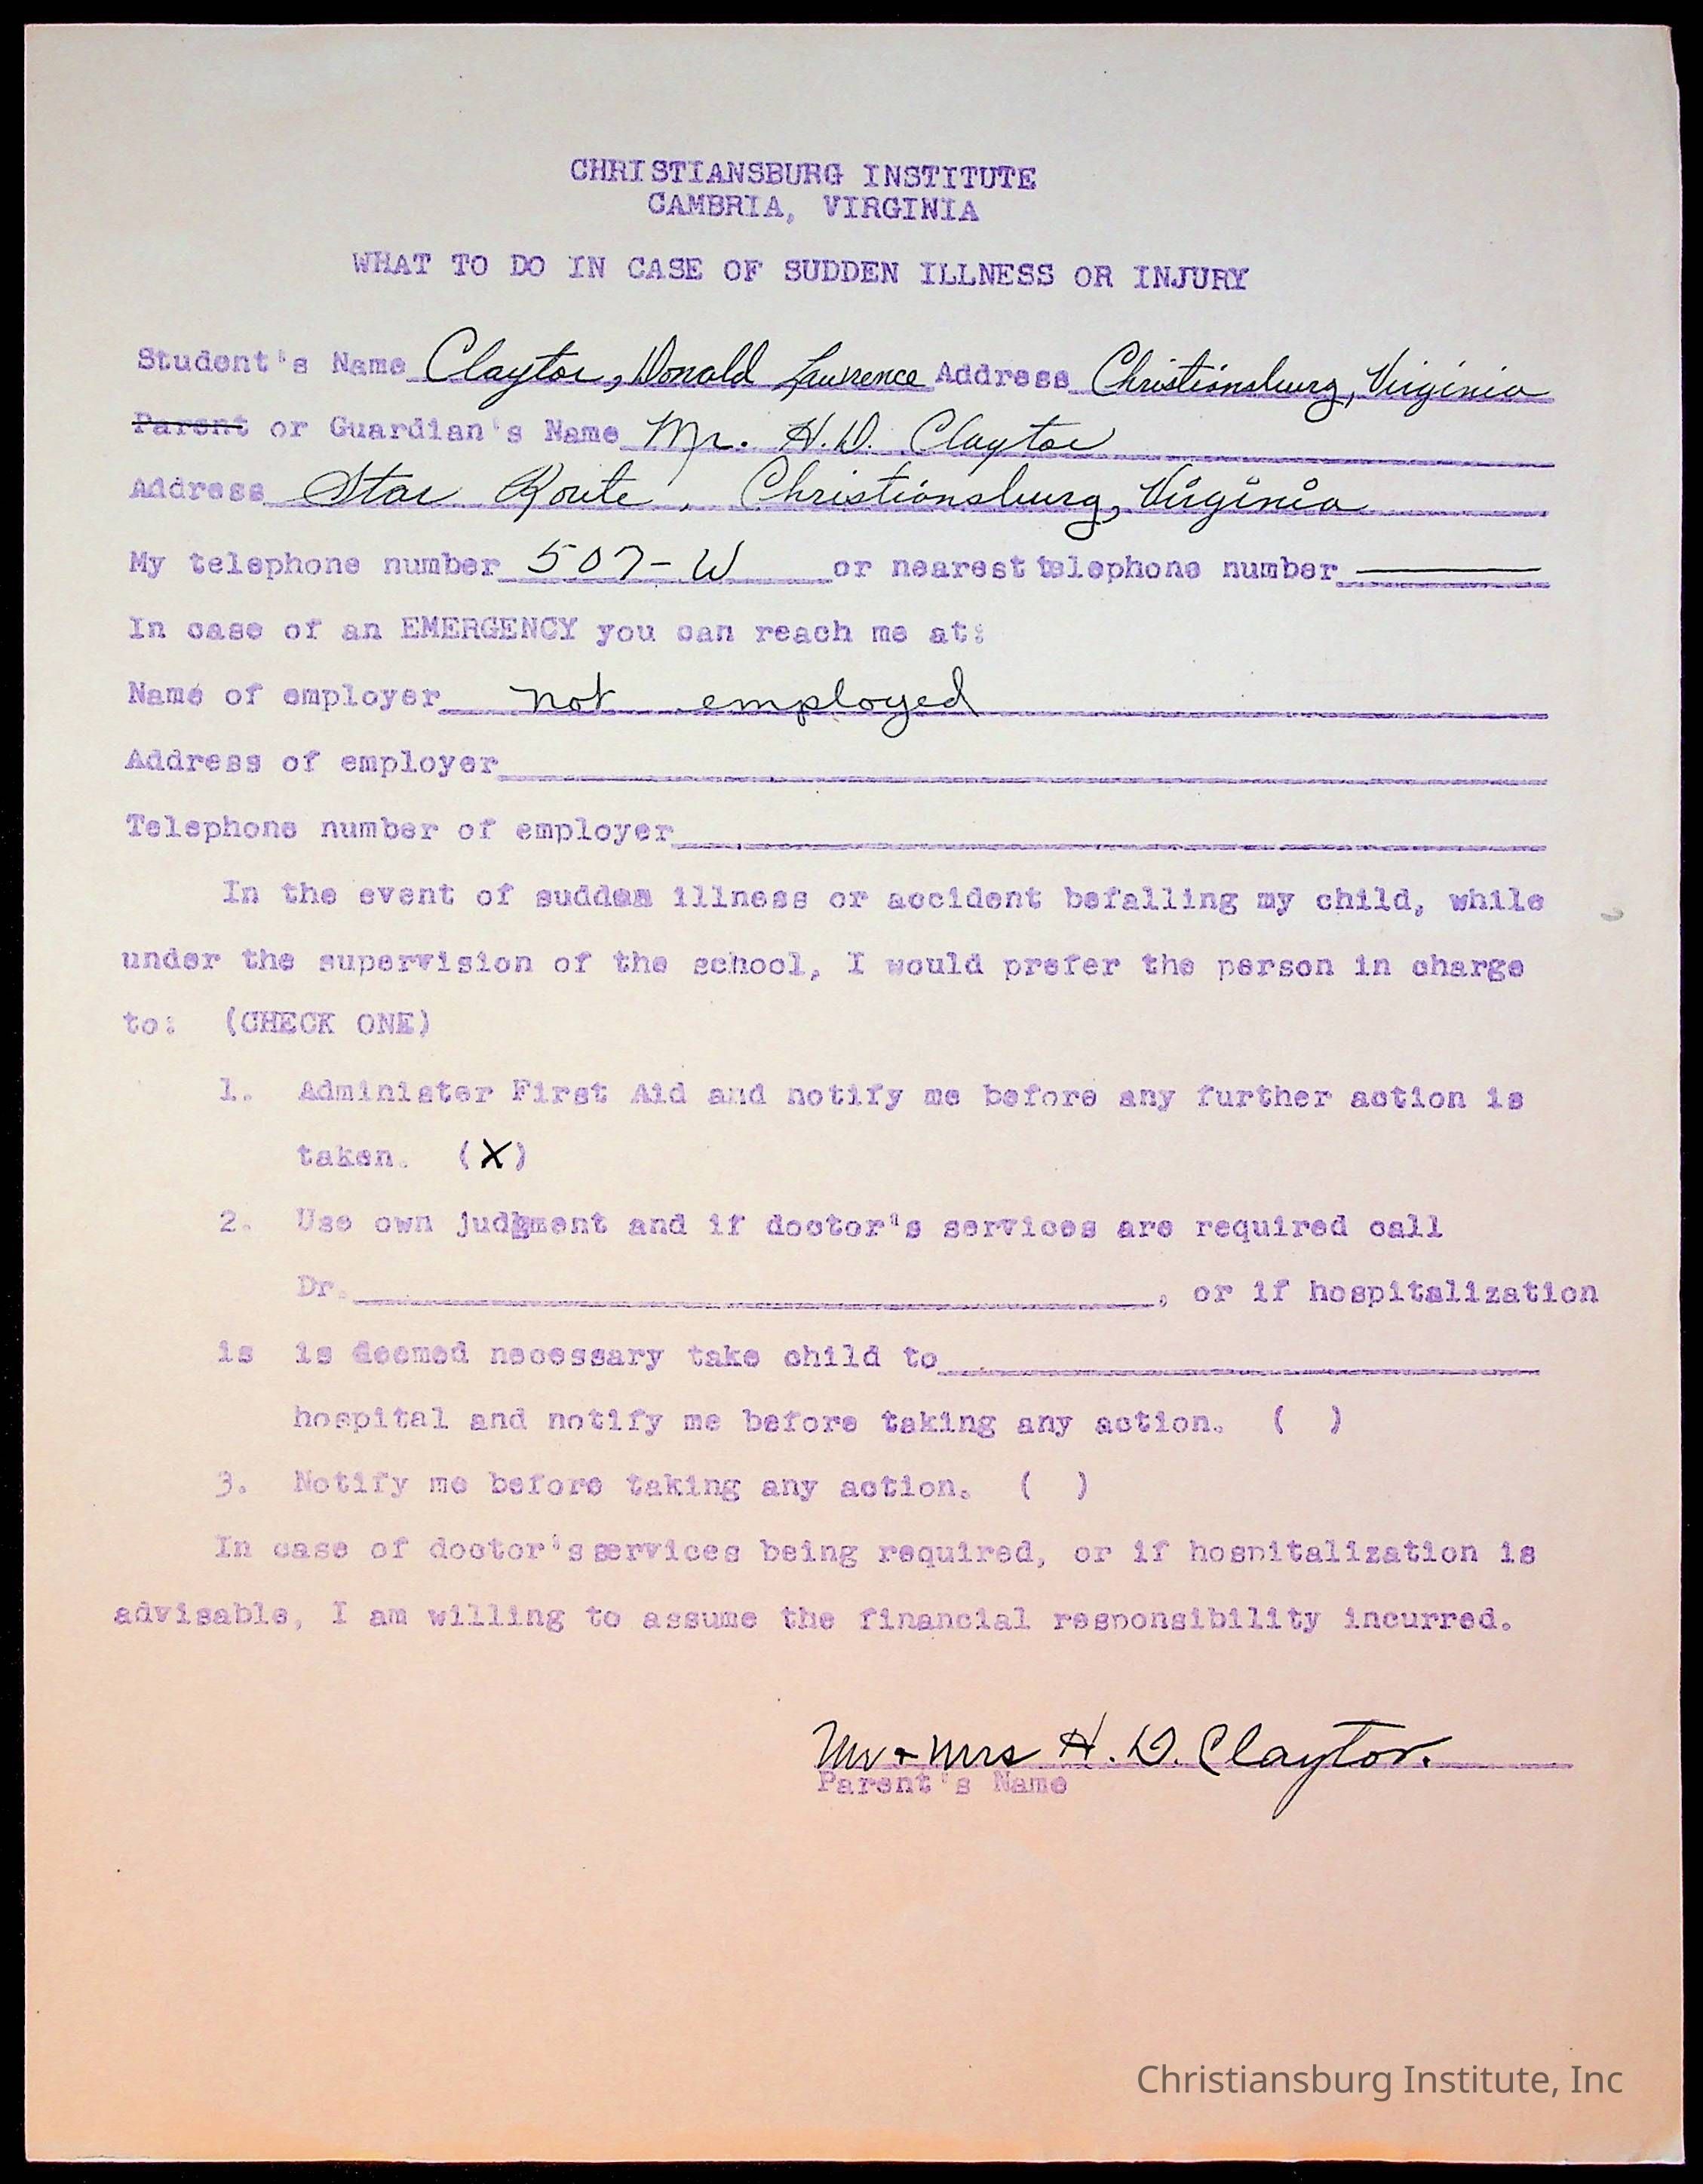 CHRISTIANSBURG INSTITUTE
CAMBRIA, VIRGINIA
WHAT TO DO IN CASE OF SUDDEN ILLNESS OR INJURY
Student's Name Claytor, Donald Lawrence Address Christiansburg, Virginia
Parent or Guardian's Name Mr. H.D. Claytor
Address Star Route, Christiansburg, Virginia
My telephone number 507-W or nearest telephone number
In case of an EMERGENCY you can reach me at:
Name of employer not employed
Address of employer
Telephone number of employer
In the event of sudden illness or accident befalling my child, while
under the supervision of the school, I would prefer the person in charge
to: (CHECK ONE)
1. Administer First Aid and notify me before any further action is
taken. (X)
2. Use own judgment and if doctor's services are required call
Dr. , or if hospitalization
is is deemed necessary take child to
hospital and notify me before taking any action. ( )
3. Notify me before taking any action. ( )
In case of doctor's services being required, or if hospitalization is
advisable, I am willing to assume the financial responsibility incurred.
Mr + Mrs H. D. Claytor.
Parent's Name
Christiansburg Institute, Inc